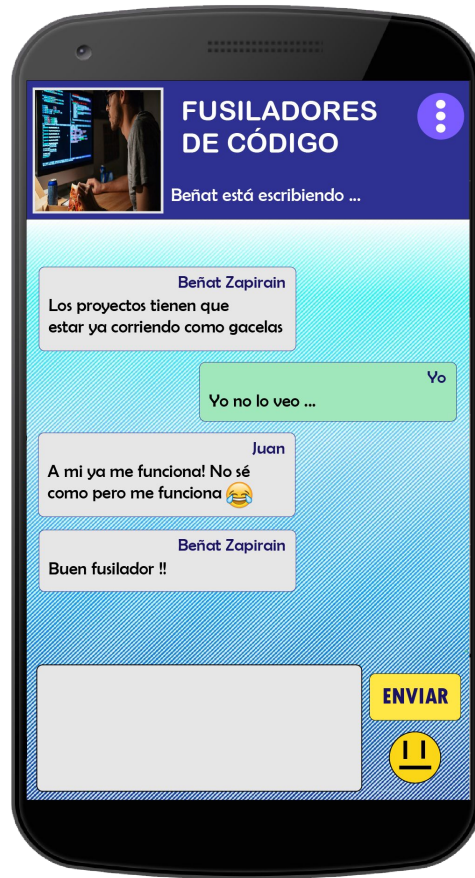 FUSILADORES
DE CÓDIGO
Beñat está escribiendo ...
Beñat Zapirain
Los proyectos tienen que
estar ya corriendo como gacelas
Yo
Yo no lo veo ...
Juan
A mi ya me funciona! No sé
como pero me funciona 😂
Beñat Zapirain
Buen fusilador !!
ENVIAR